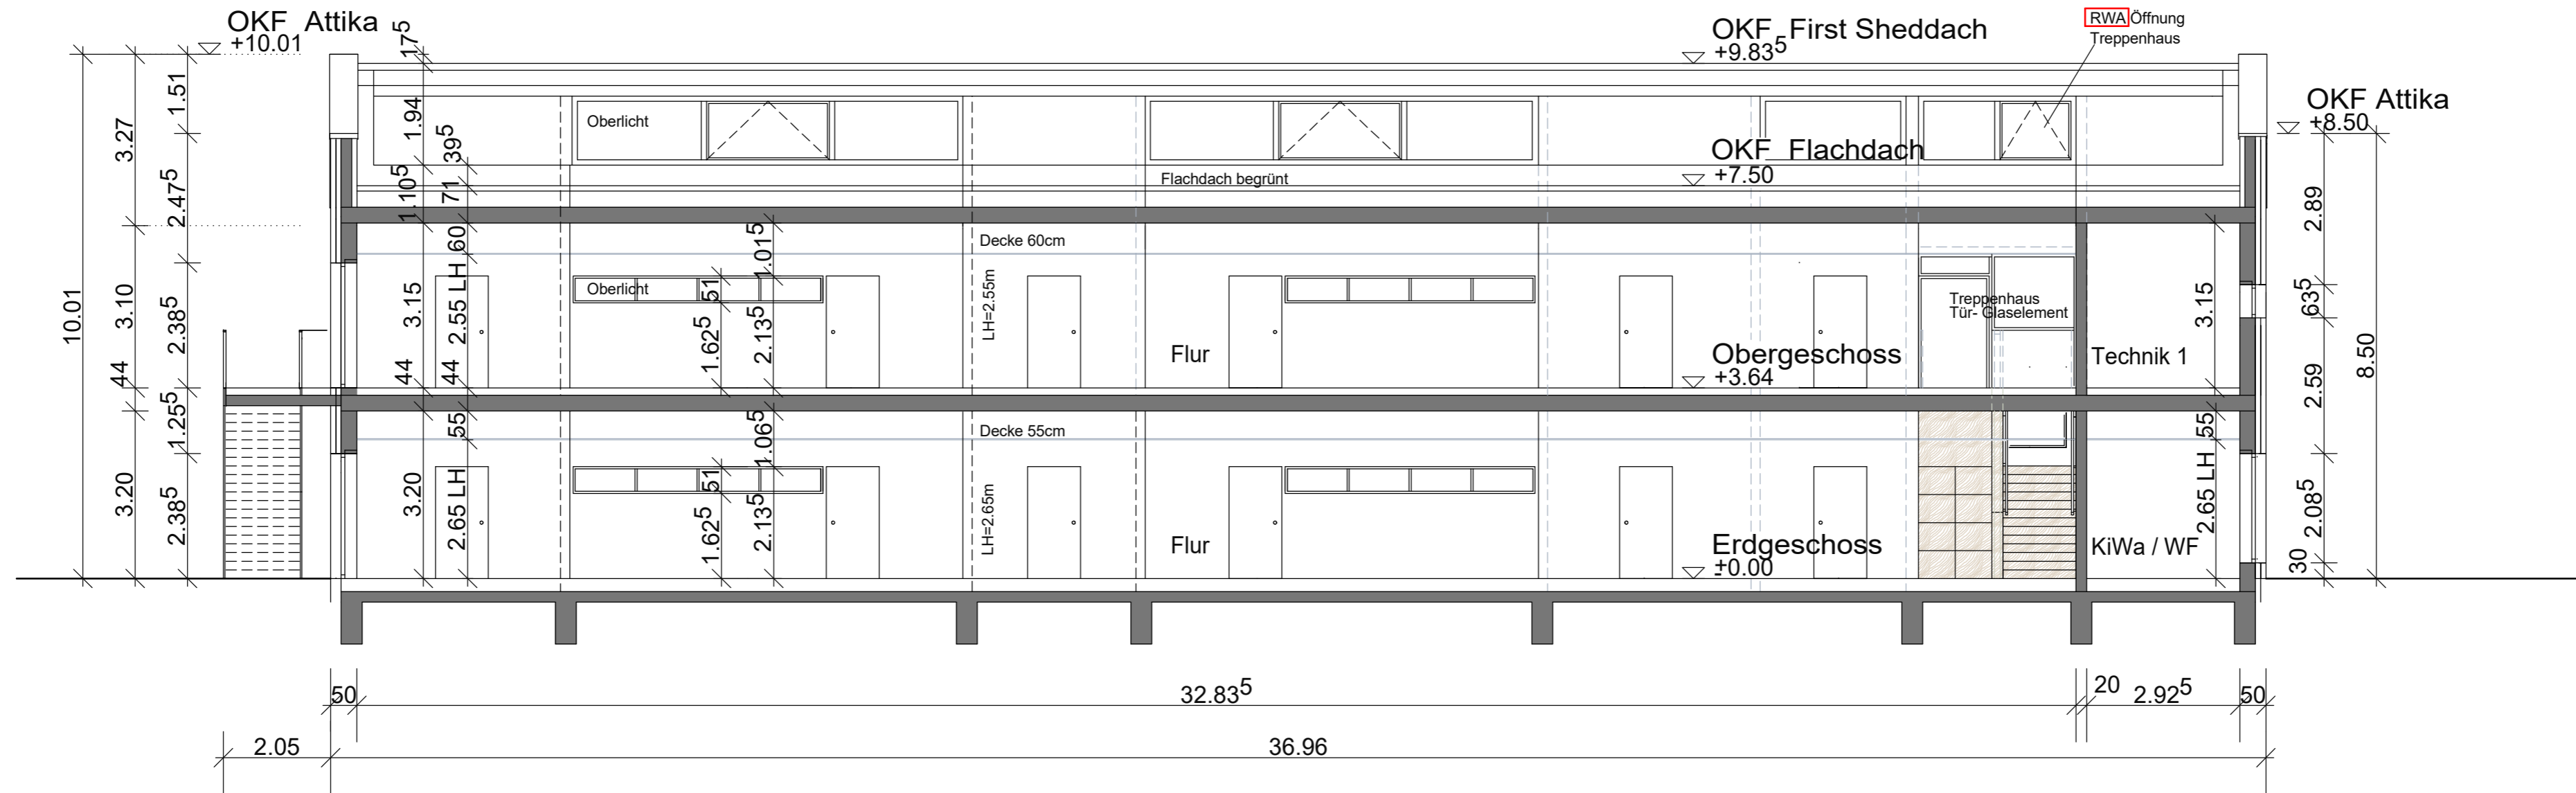 OKF  Attika
+10.01
OKF  First Sheddach
+9.83⁵
RWA Öffnung
Treppenhaus
OKF Attika
+8.50
Oberlicht
OKF  Flachdach
+7.50
Flachdach begrünt
17⁵
1.94
39⁵
1.10⁵
71
1.51
3.27
2.47⁵
10.01
3.10
2.38⁵
44
1.25⁵
3.20
2.38⁵
60
3.15
2.55 LH
44
44
55
3.20
2.65 LH
Decke 60cm
1.01⁵
Oberlicht
51
1.62⁵
2.13⁵
LH=2.55m
Flur
Obergeschoss
+3.64
Treppenhaus
Tür- Glaselement
Technik 1
3.15
2.89
63⁵
2.59
8.50
Decke 55cm
1.06⁵
51
1.62⁵
2.13⁵
LH=2.65m
Flur
Erdgeschoss
±0.00
KiWa / WF
55
2.65 LH
2.08⁵
30
50
32.83⁵
20
2.92⁵
50
2.05
36.96